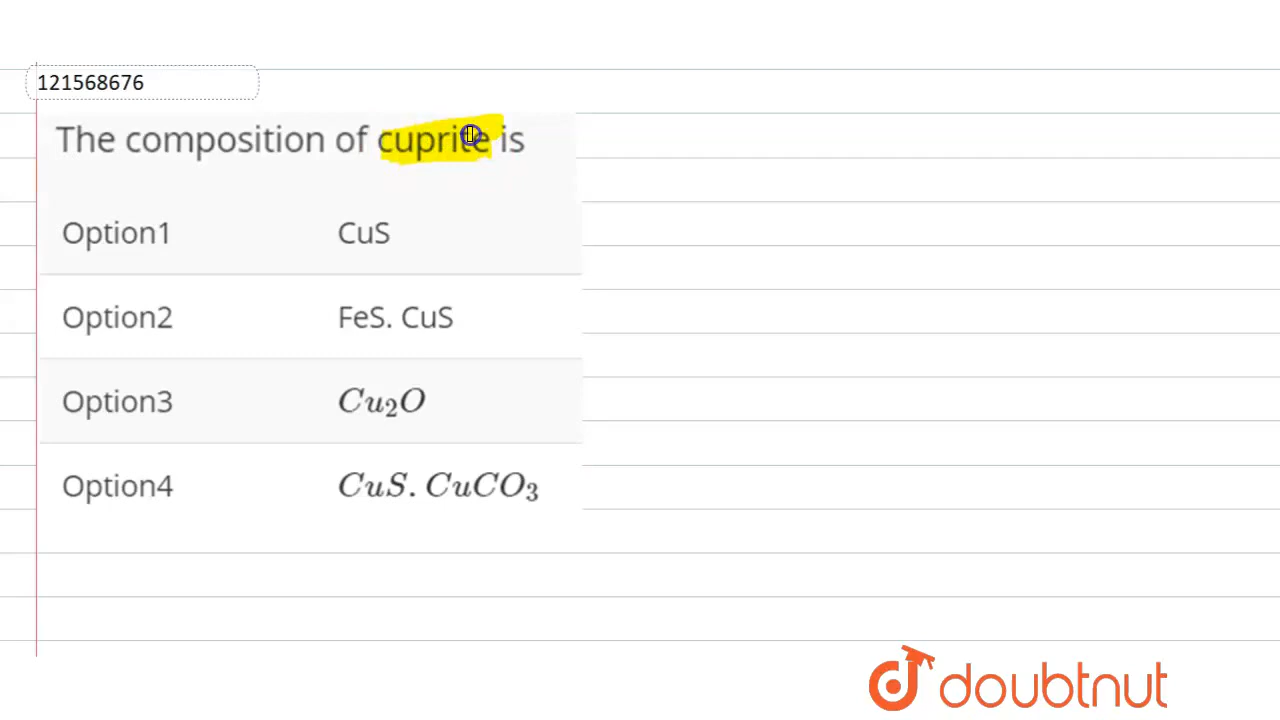 121568676
The composition of cuprite is
Option1 CuS
Option2 FeS. CuS
Option3 Cu₂O
Option4 CuS. CuCO₃
doubtnut